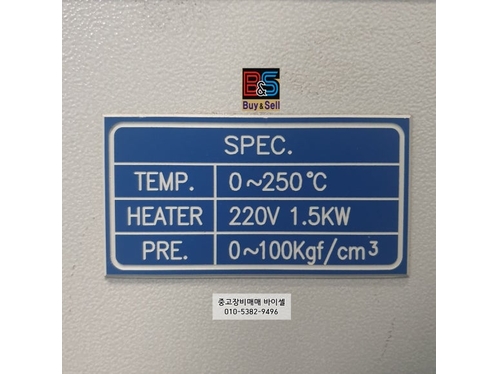 B&S
Buy&Sell
SPEC.
TEMP. 0~250℃
HEATER 220V 1.5KW
PRE. 0~100Kgf/cm³
중고장비매매 바이셀
010-5382-9496